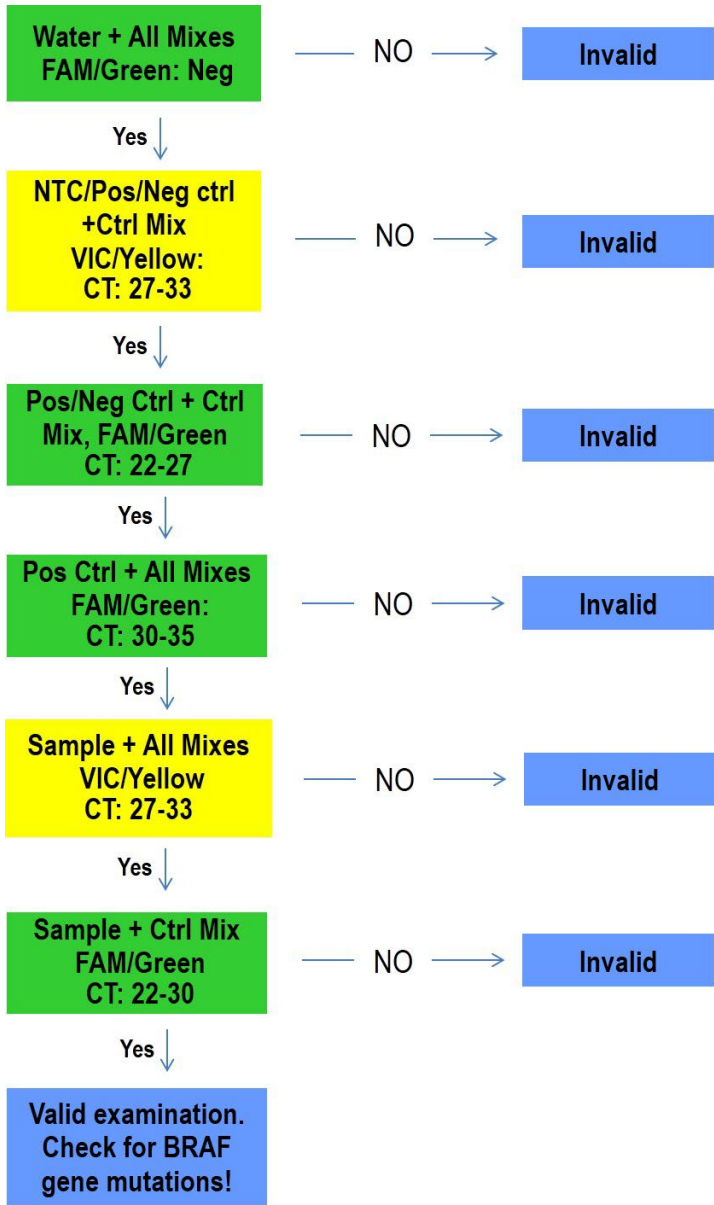 Water + All Mixes
FAM/Green: Neg
NO
Invalid
Yes
NTC/Pos/Neg ctrl
+Ctrl Mix
VIC/Yellow:
CT: 27-33
NO
Invalid
Yes
Pos/Neg Ctrl + Ctrl
Mix, FAM/Green
CT: 22-27
NO
Invalid
Yes
Pos Ctrl + All Mixes
FAM/Green:
CT: 30-35
NO
Invalid
Yes
Sample + All Mixes
VIC/Yellow
CT: 27-33
NO
Invalid
Yes
Sample + Ctrl Mix
FAM/Green
CT: 22-30
NO
Invalid
Yes
Valid examination.
Check for BRAF
gene mutations!